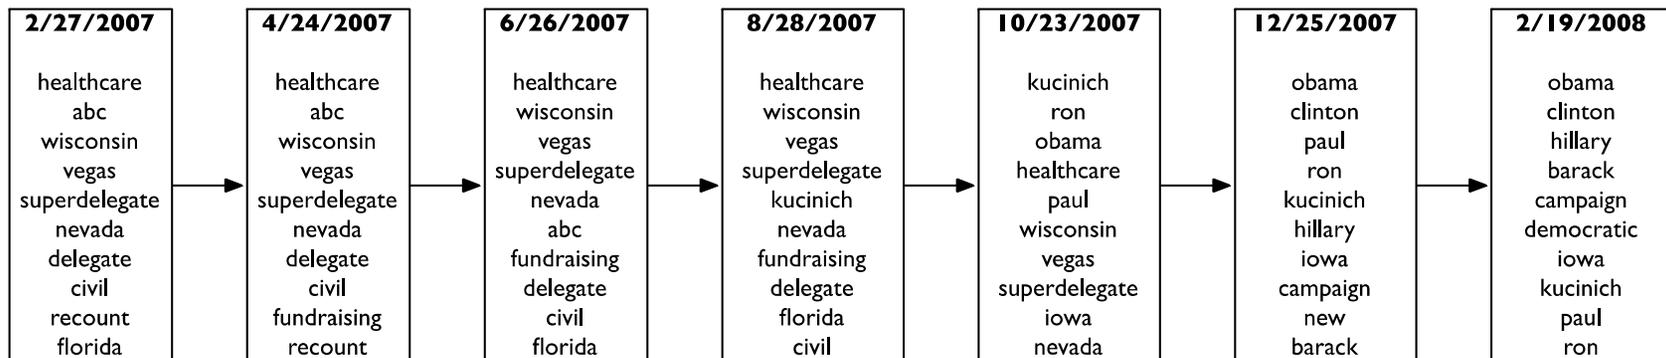 2/27/2007
healthcare
abc
wisconsin
vegas
superdelegate
nevada
delegate
civil
recount
florida
4/24/2007
healthcare
abc
wisconsin
vegas
superdelegate
nevada
delegate
civil
fundraising
recount
6/26/2007
healthcare
wisconsin
vegas
superdelegate
nevada
abc
fundraising
delegate
civil
florida
8/28/2007
healthcare
wisconsin
vegas
superdelegate
kucinich
nevada
fundraising
delegate
florida
civil
10/23/2007
kucinich
ron
obama
healthcare
paul
wisconsin
vegas
superdelegate
iowa
nevada
12/25/2007
obama
clinton
paul
ron
kucinich
hillary
iowa
campaign
new
barack
2/19/2008
obama
clinton
hillary
barack
campaign
democratic
iowa
kucinich
paul
ron